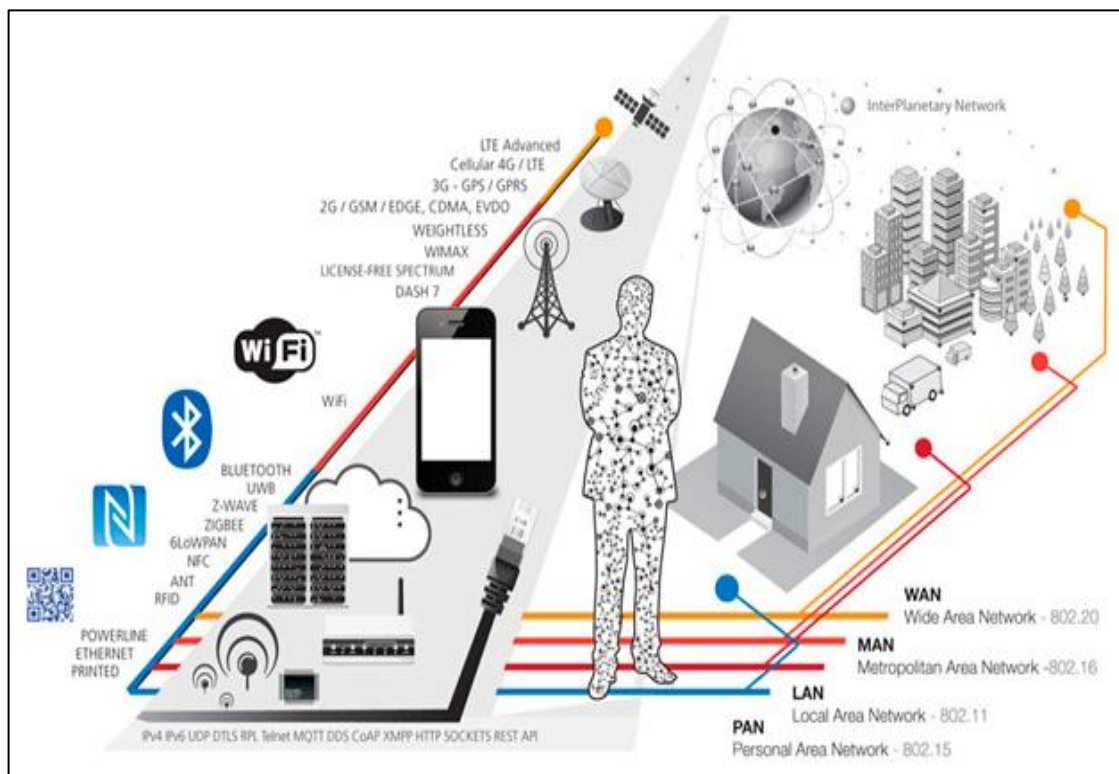 InterPlanetary Network
LTE Advanced
Cellular 4G / LTE
3G - GPS / GPRS
2G / GSM / EDGE, CDMA, EVDO
WEIGHTLESS
WIMAX
LICENSE-FREE SPECTRUM
DASH 7
Wi Fi
TM
WiFi
BLUETOOTH
UWB
Z-WAVE
ZIGBEE
6LoWPAN
NFC
ANT
RFID
POWERLINE
ETHERNET
PRINTED
WAN
Wide Area Network - 802.20
MAN
Metropolitan Area Network -802.16
LAN
Local Area Network - 802.11
PAN
Personal Area Network - 802.15
IPv4 IPv6 UDP DTLS RPL Telnet MQTT DDS CoAP XMPP HTTP SOCKETS REST API